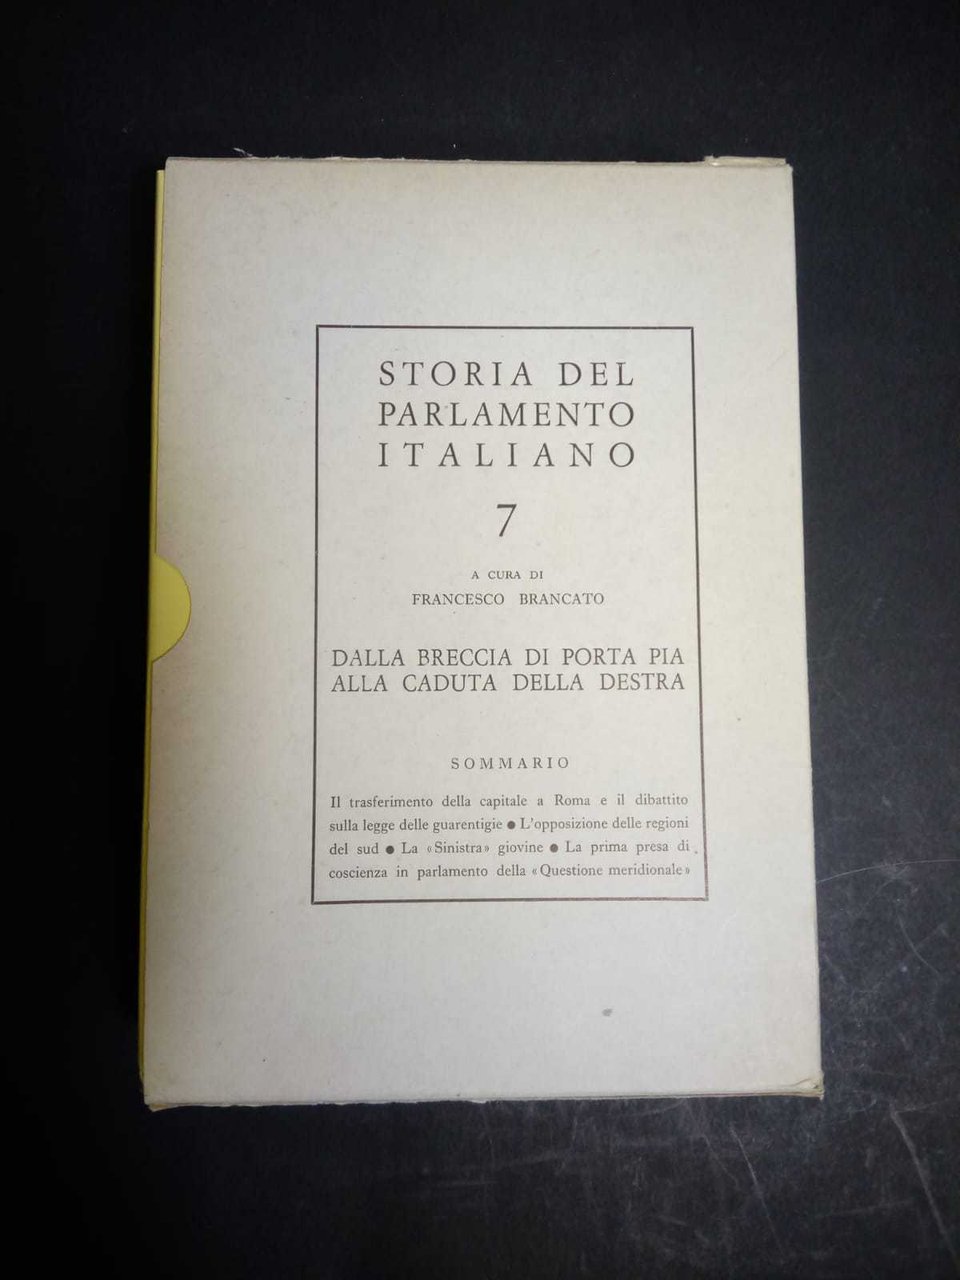 STORIA DEL
PARLAMENTO
ITALIANO
7
A CURA DI
FRANCESCO BRANCATO
DALLA BRECCIA DI PORTA PIA
ALLA CADUTA DELLA DESTRA
SOMMARIO
Il trasferimento della capitale a Roma e il dibattito
sulla legge delle guarentigie ● L'opposizione delle regioni
del sud ● La «Sinistra» giovine ● La prima presa di
coscienza in parlamento della «Questione meridionale»